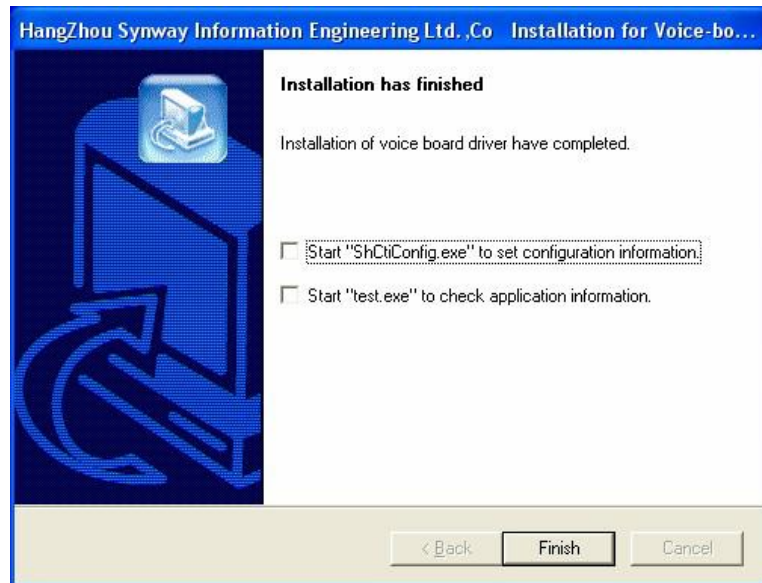 HangZhou Synway Information Engineering Ltd.,Co Installation for Voice-bo...
Installation has finished
Installation of voice board driver have completed.
Start "ShCtiConfig.exe" to set configuration information.
Start "test.exe" to check application information.
< Back Finish Cancel